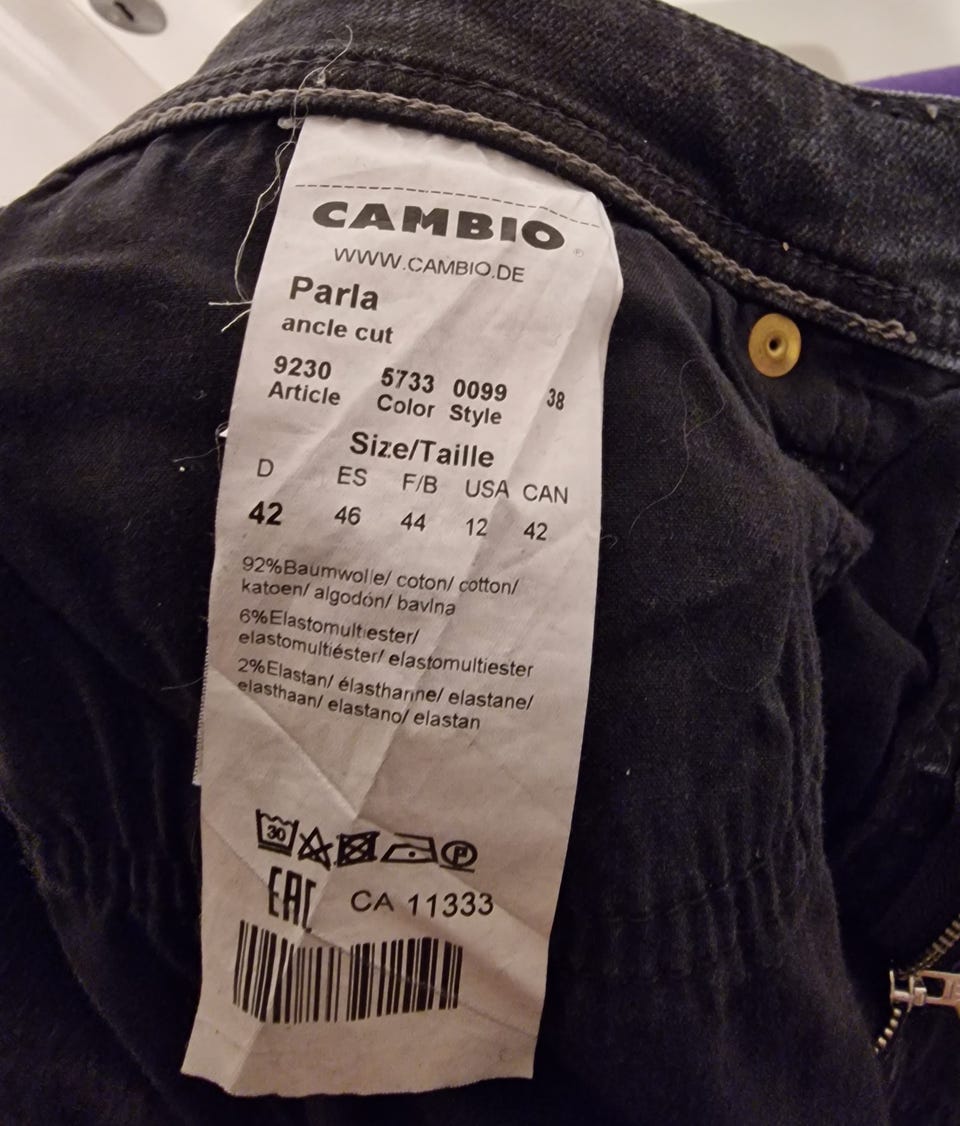 CAMBIO
WWW.CAMBIO.DE
Parla
ancle cut
9230 5733 0099 38
Article Color Style
Size/Taille
D ES F/B USA CAN
42 46 44 12 42
92%Baumwolle/ coton/ cotton/
katoen/ algodón/ bavlna
6%Elastomultiester/
elastomultiéster/ elastomultiester
2%Elastan/ élasthanne/ elastane/
elasthaan/ elastano/ elastan
30 P
EAC CA 11333